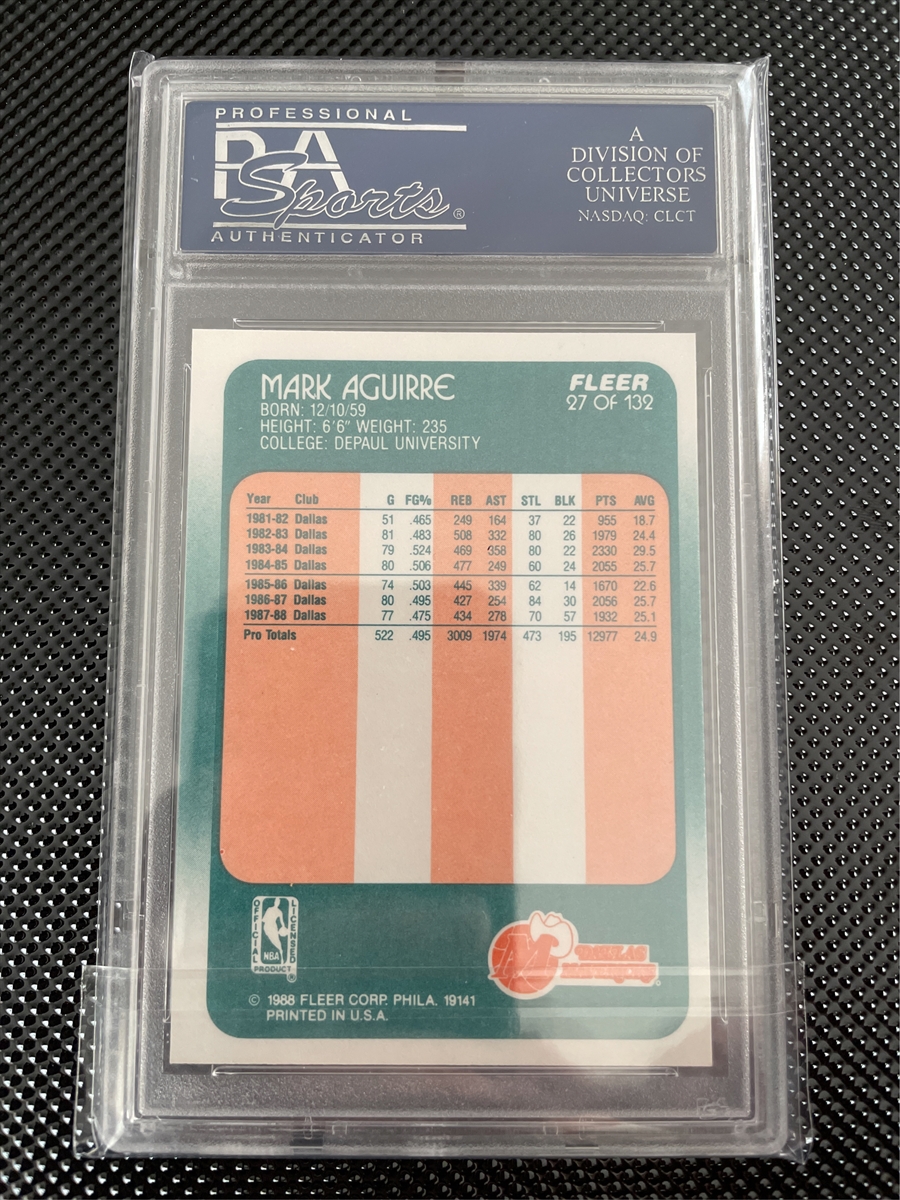 PROFESSIONAL
PSA
Sports®
AUTHENTICATOR
A
DIVISION OF
COLLECTORS
UNIVERSE
NASDAQ: CLCT
MARK AGUIRRE
BORN: 12/10/59
HEIGHT: 6'6" WEIGHT: 235
COLLEGE: DEPAUL UNIVERSITY
FLEER
27 OF 132
Year Club G FG% REB AST STL BLK PTS AVG
1981-82 Dallas 51 .465 249 164 37 22 955 18.7
1982-83 Dallas 81 .483 508 332 80 26 1979 24.4
1983-84 Dallas 79 .524 469 358 80 22 2330 29.5
1984-85 Dallas 80 .506 477 249 60 24 2055 25.7
1985-86 Dallas 74 .503 445 339 62 14 1670 22.6
1986-87 Dallas 80 .495 427 254 84 30 2056 25.7
1987-88 Dallas 77 .475 434 278 70 57 1932 25.1
Pro Totals 522 .495 3009 1974 473 195 12977 24.9
OFFICIAL
LICENSED
NBA
PRODUCT ®
M
DALLAS
MAVERICKS®
© 1988 FLEER CORP. PHILA. 19141
PRINTED IN U.S.A.